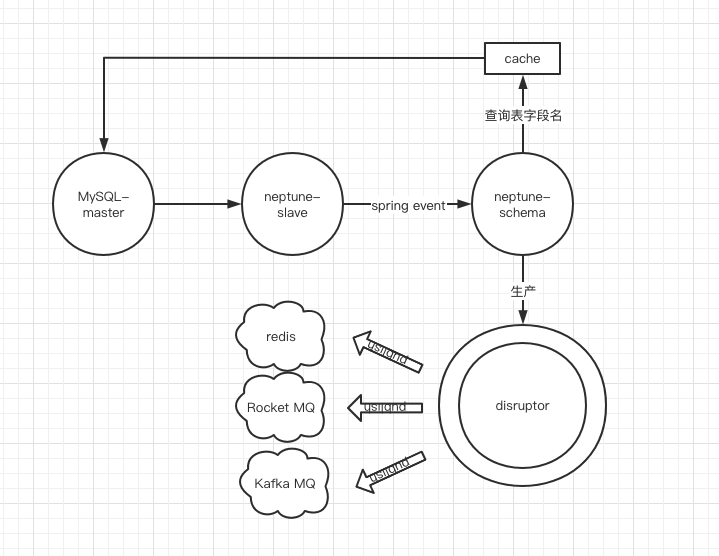 cache
查询表字段名
MySQL-
master
neptune-
slave
spring event
neptune-
schema
生产
redis
publish
Rocket MQ
publish
disruptor
Kafka MQ
publish